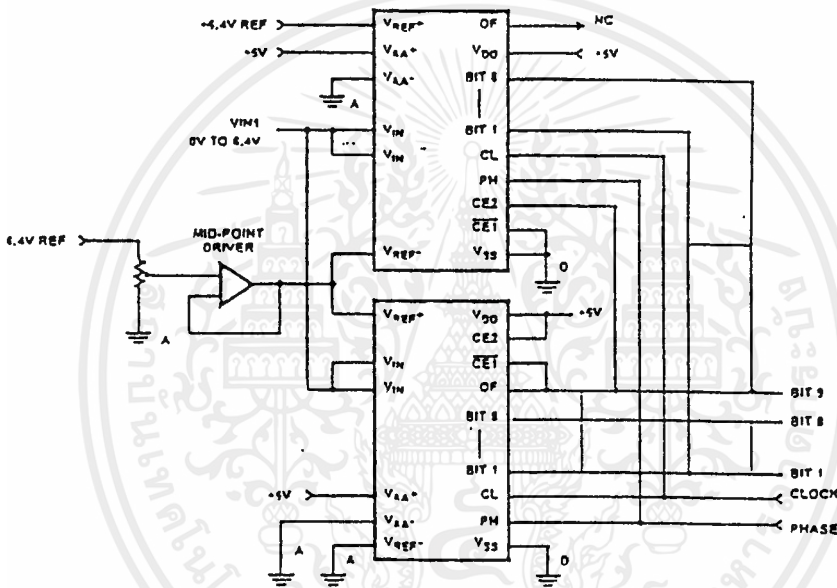 +6.4V REF
VREF+
OF
NC
+5V
VAA+
VDD
+5V
VAA-
BIT 8
A
VIN1
0V TO 6.4V
VIN
BIT 1
...
VIN
CL
PH
CE2
6.4V REF
MID-POINT
DRIVER
CE1
VREF-
VSS
D
A
VREF+
VDD
+5V
CE2
VIN
CE1
VIN
OF
BIT 9
BIT 8
BIT 8
BIT 1
BIT 1
+5V
VAA+
CL
CLOCK
VAA-
PH
PHASE
A
VREF-
VSS
A
D